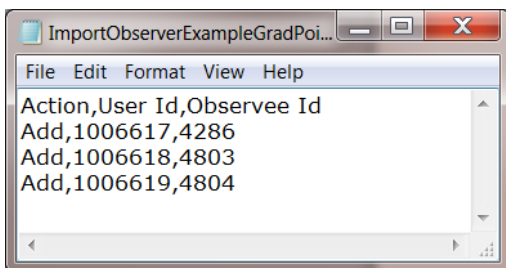 ImportObserverExampleGradPoi...
File Edit Format View Help
Action,User Id,Observee Id
Add,1006617,4286
Add,1006618,4803
Add,1006619,4804